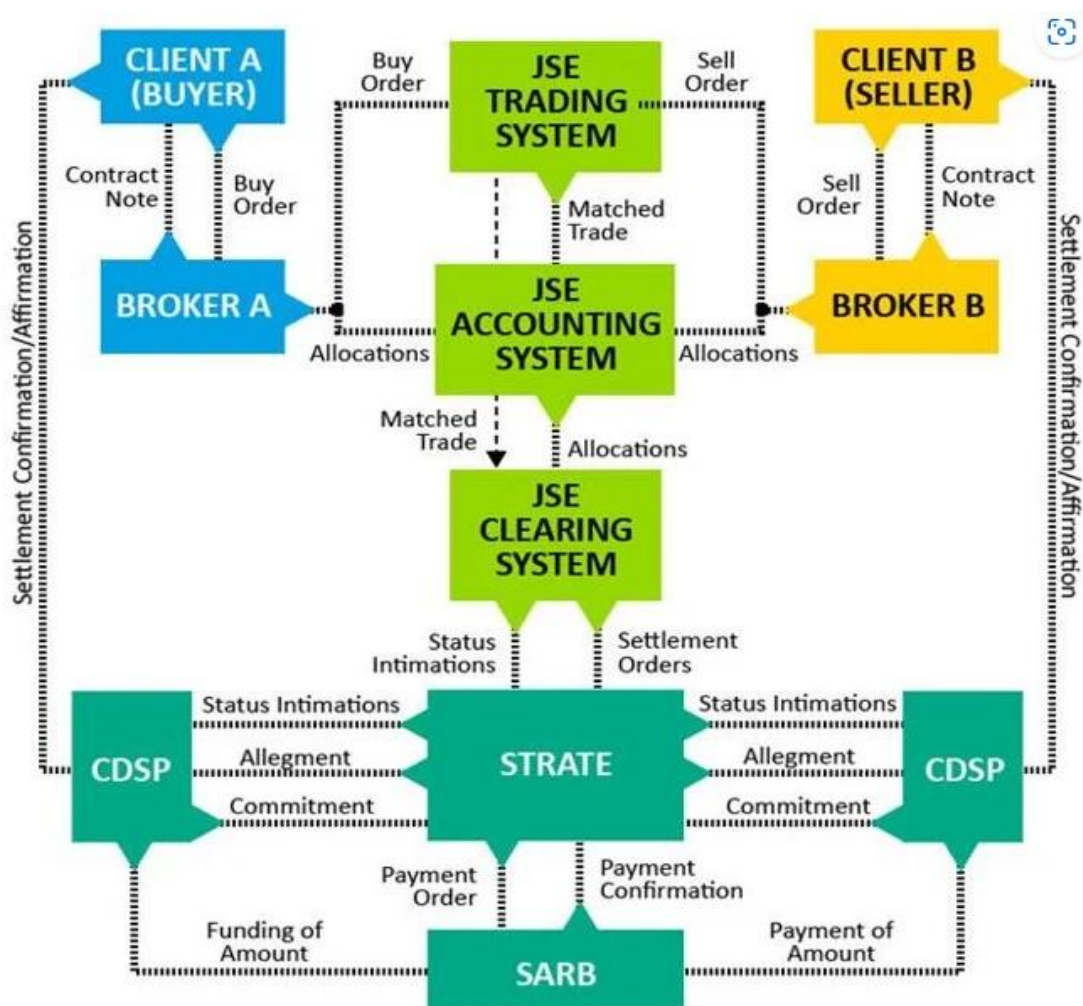 CLIENT A
(BUYER)
Buy
Order
JSE
TRADING
SYSTEM
Sell
Order
CLIENT B
(SELLER)
Contract
Note
Buy
Order
Matched
Trade
Sell
Order
Contract
Note
BROKER A
JSE
ACCOUNTING
SYSTEM
BROKER B
Allocations
Allocations
Settlement Confirmation/Affirmation
Settlement Confirmation/Affirmation
Matched
Trade
Allocations
JSE
CLEARING
SYSTEM
Status
Intimations
Settlement
Orders
CDSP
Status Intimations
Allegment
Commitment
STRATE
Status Intimations
Allegment
Commitment
CDSP
Payment
Order
Payment
Confirmation
Funding of
Amount
SARB
Payment of
Amount